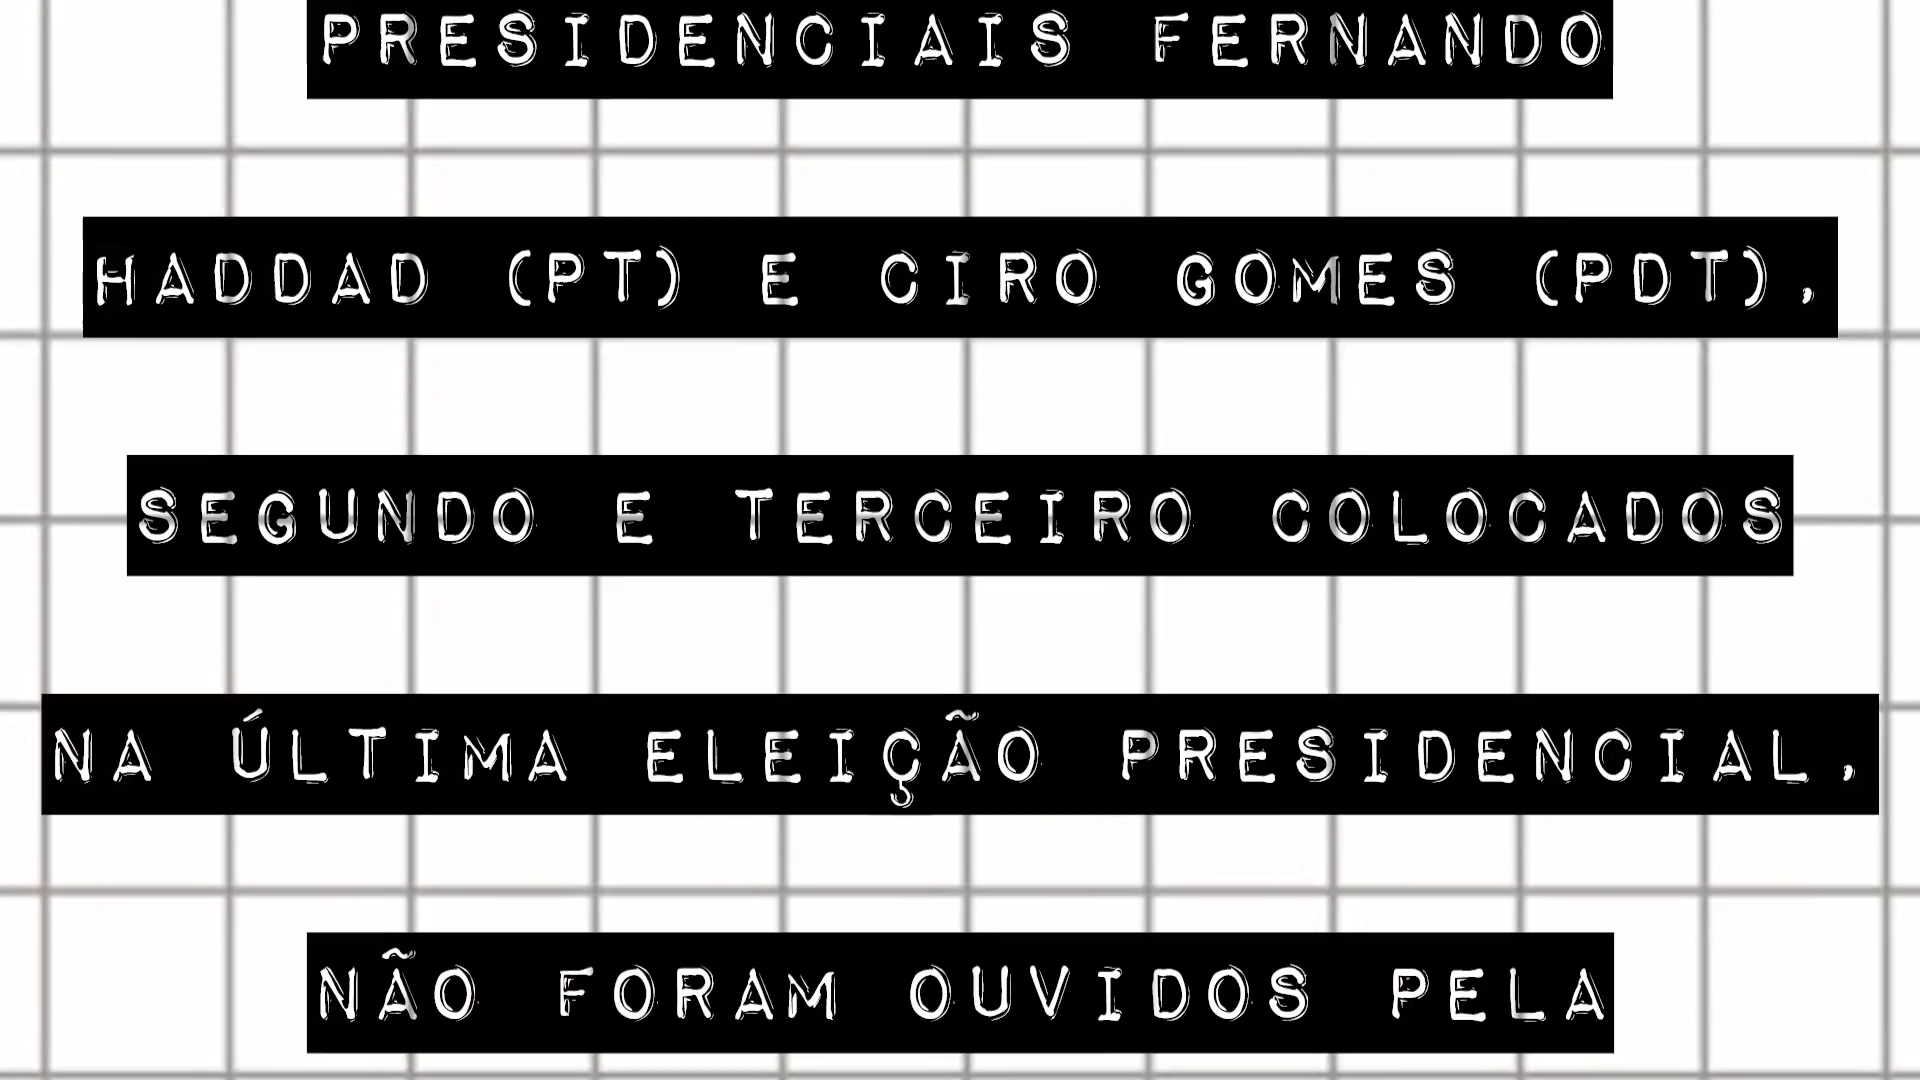 PRESIDENCIAIS FERNANDO
HADDAD (PT) E CIRO GOMES (PDT),
SEGUNDO E TERCEIRO COLOCADOS
NA ÚLTIMA ELEIÇÃO PRESIDENCIAL,
NÃO FORAM OUVIDOS PELA